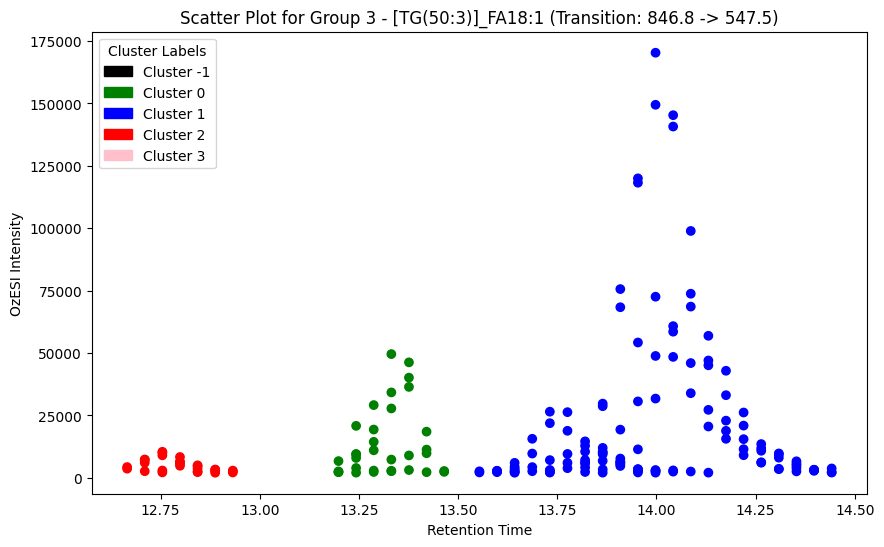 Scatter Plot for Group 3 - [TG(50:3)]_FA18:1 (Transition: 846.8 -> 547.5)
175000
150000
125000
100000
75000
50000
25000
0
OzESI Intensity
Cluster Labels
Cluster -1
Cluster 0
Cluster 1
Cluster 2
Cluster 3
12.75
13.00
13.25
13.50
13.75
14.00
14.25
14.50
Retention Time